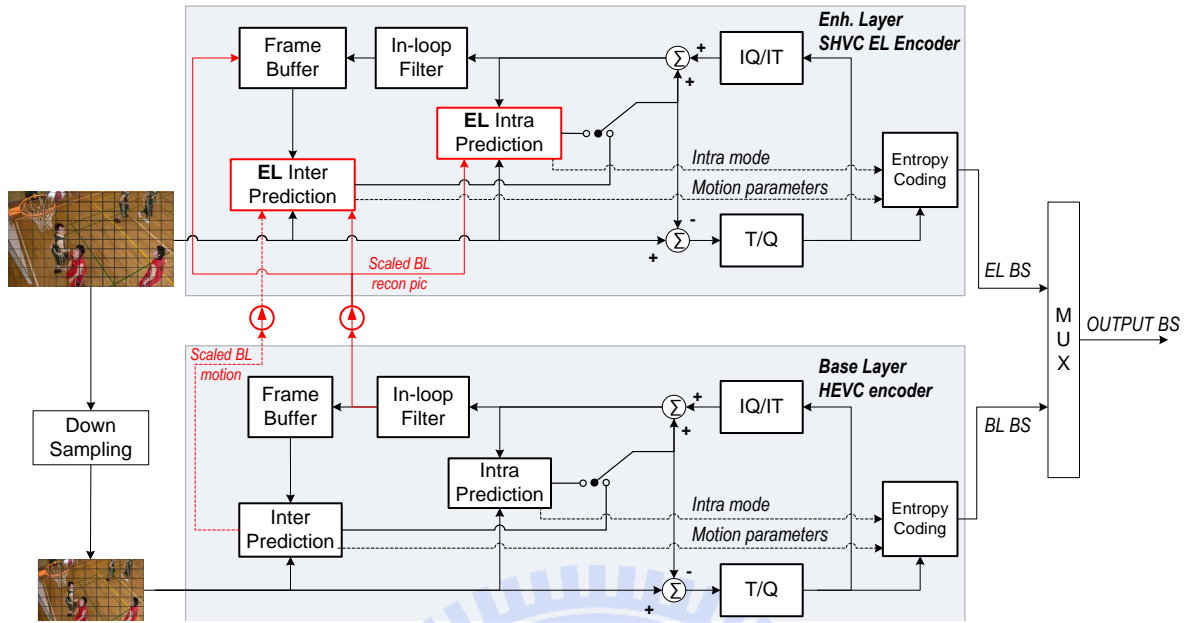 Enh. Layer
SHVC EL Encoder
Frame
Buffer
In-loop
Filter
+
Σ
+
IQ/IT
EL Intra
Prediction
EL Inter
Prediction
Intra mode
Motion parameters
Entropy
Coding
-
+
Σ
T/Q
Scaled BL
recon pic
EL BS
MUX
OUTPUT BS
BL BS
Scaled BL
motion
Base Layer
HEVC encoder
Frame
Buffer
In-loop
Filter
+
Σ
+
IQ/IT
Down
Sampling
Intra
Prediction
Inter
Prediction
Intra mode
Motion parameters
Entropy
Coding
-
+
Σ
T/Q